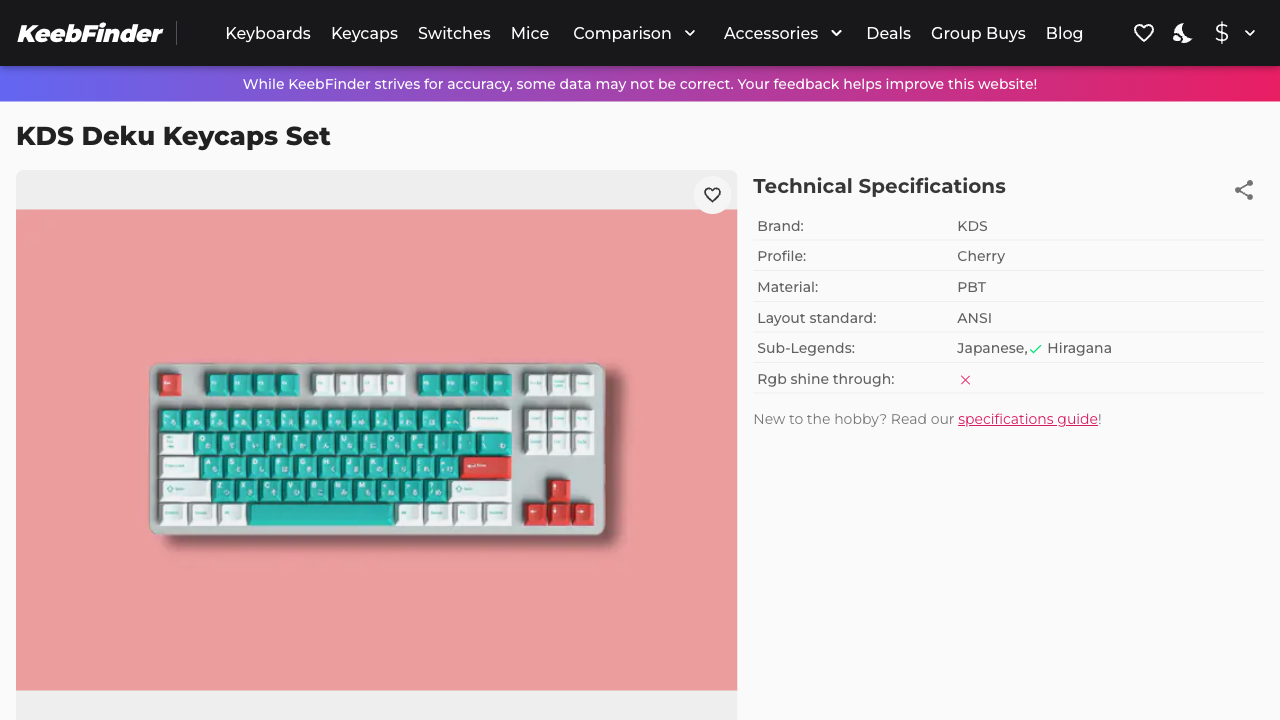 KeebFinder
Keyboards Keycaps Switches Mice Comparison Accessories Deals Group Buys Blog $
While KeebFinder strives for accuracy, some data may not be correct. Your feedback helps improve this website!
KDS Deku Keycaps Set
Technical Specifications
Brand: KDS
Profile: Cherry
Material: PBT
Layout standard: ANSI
Sub-Legends: Japanese, Hiragana
Rgb shine through:
New to the hobby? Read our specifications guide!